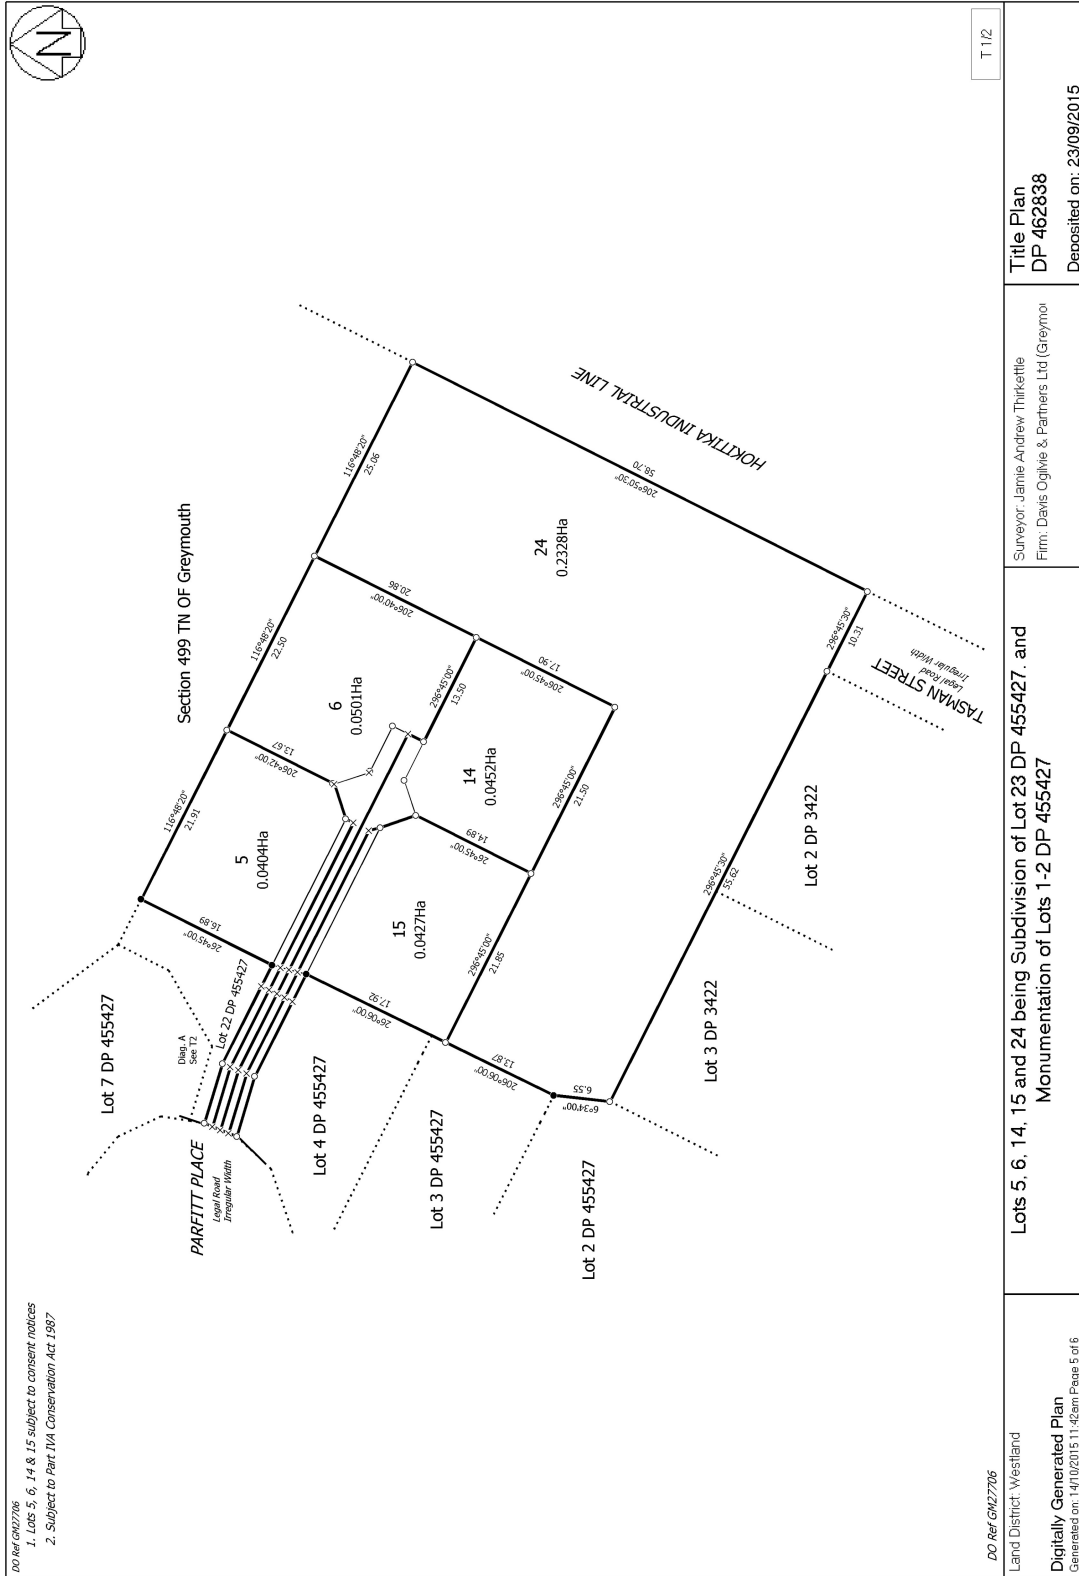 DO Ref GM27706
1. Lots 5, 6, 14 & 15 subject to consent notices
2. Subject to Part IVA Conservation Act 1987
N
T 1/2
Section 499 TN OF Greymouth
Lot 7 DP 455427
Diag. A
See T2
Lot 22 DP 455427
PARFITT PLACE
Legal Road
Irregular Width
Lot 4 DP 455427
Lot 3 DP 455427
Lot 2 DP 455427
5
0.0404Ha
6
0.0501Ha
14
0.0452Ha
15
0.0427Ha
24
0.2328Ha
116°48'20"
21.91
116°48'20"
22.50
116°48'20"
25.06
26°45'00"
16.89
206°42'00"
13.67
206°40'00"
20.86
296°45'00"
13.50
206°45'00"
17.90
26°45'00"
14.89
296°45'00"
21.50
296°45'00"
21.85
26°06'00"
17.92
206°06'00"
13.87
6°34'00"
6.55
206°50'30"
58.70
296°45'30"
10.31
296°45'30"
55.62
HOKITIKA INDUSTRIAL LINE
TASMAN STREET
Legal Road
Irregular Width
Lot 2 DP 3422
Lot 3 DP 3422
DO Ref GM27706
Land District: Westland
Digitally Generated Plan
Generated on: 14/10/2015 11:42am Page 5 of 6
Lots 5, 6, 14, 15 and 24 being Subdivision of Lot 23 DP 455427. and
Monumentation of Lots 1-2 DP 455427
Surveyor: Jamie Andrew Thirkettle
Firm: Davis Ogilvie & Partners Ltd (Greymou
Title Plan
DP 462838
Deposited on: 23/09/2015